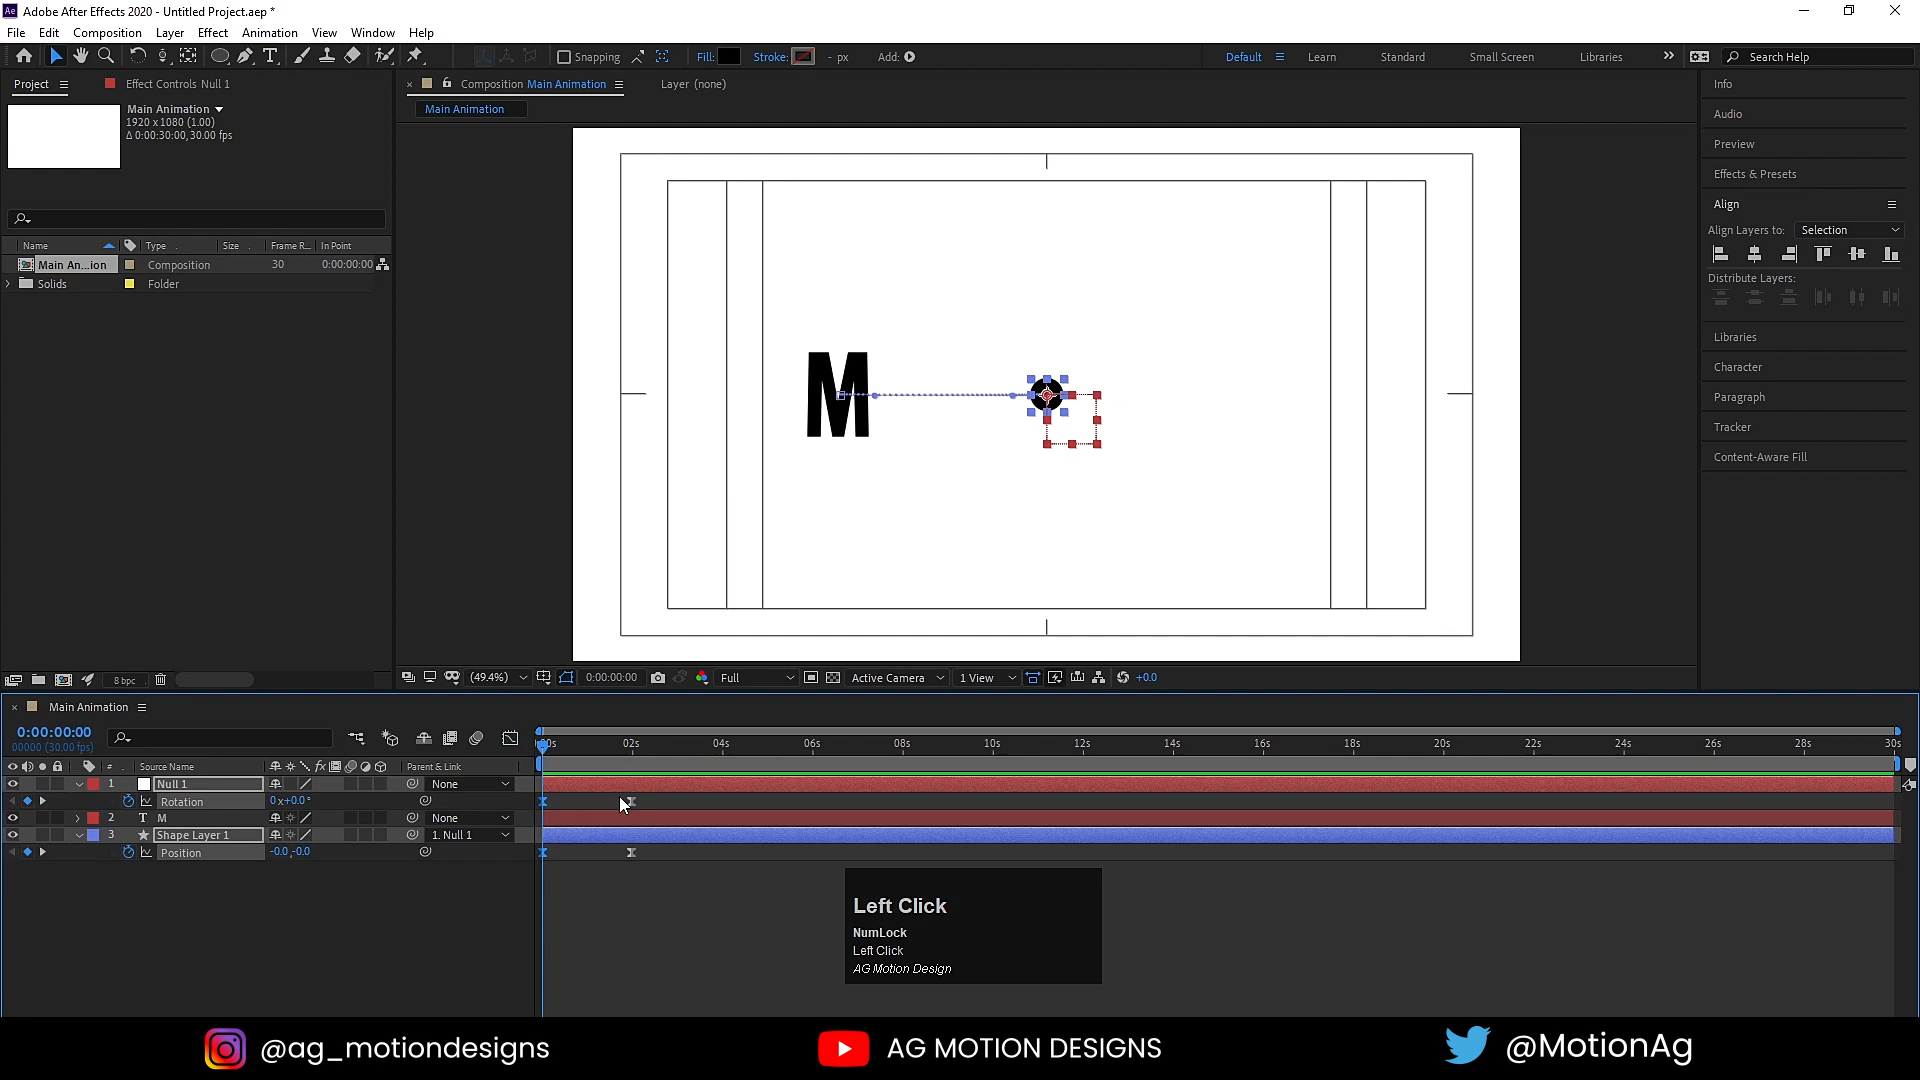 Ae Adobe After Effects 2020 - Untitled Project.aep *
File Edit Composition Layer Effect Animation View Window Help
Snapping Fill: Stroke: - px Add: Default Learn Standard Small Screen Libraries Search Help
Project Effect Controls Null 1
Composition Main Animation Layer (none)
Main Animation
1920 x 1080 (1.00)
Δ 0:00:30:00, 30.00 fps
Main Animation
Name Type Size Frame R... In Point
Main An...ion Composition 30 0:00:00:00
Solids Folder
M
Info
Audio
Preview
Effects & Presets
Align
Align Layers to: Selection
Distribute Layers:
Libraries
Character
Paragraph
Tracker
Content-Aware Fill
8 bpc
(49.4%) 0:00:00:00 Full Active Camera 1 View +0.0
Main Animation
0:00:00:00
00000 (30.00 fps)
00s 02s 04s 06s 08s 10s 12s 14s 16s 18s 20s 22s 24s 26s 28s 30s
# Source Name fx Parent & Link
1 Null 1 None
Rotation 0x+0.0°
2 T M None
3 Shape Layer 1 1. Null 1
Position -0.0,-0.0
Left Click
NumLock
Left Click
AG Motion Design
@ag_motiondesigns AG MOTION DESIGNS @MotionAg